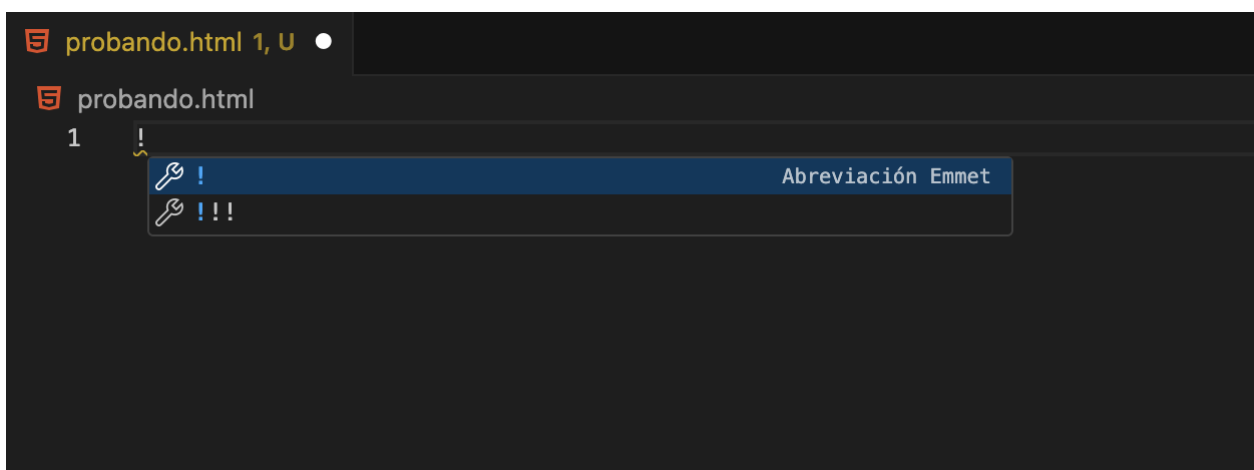 probando.html 1, U
probando.html
1 !
! Abreviación Emmet
!!!